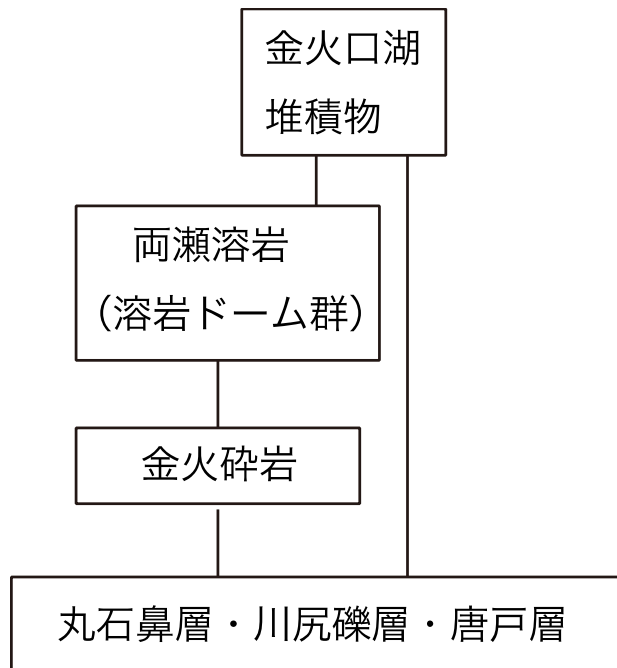 金火口湖
堆積物
両瀬溶岩
（溶岩ドーム群）
金火砕岩
丸石鼻層・川尻礫層・唐戸層